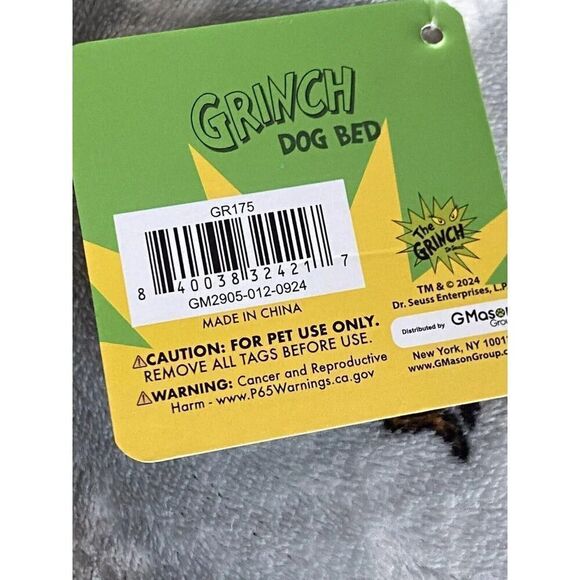 GRINCH
DOG BED
GR175
8 40038 32421 7
GM2905-012-0924
MADE IN CHINA
The
GRINCH
TM & © 2024
Dr. Seuss Enterprises, L.P
Distributed by GMason
Group
New York, NY 1001
www.GMasonGroup.c
⚠CAUTION: FOR PET USE ONLY.
REMOVE ALL TAGS BEFORE USE.
⚠WARNING: Cancer and Reproductive
Harm - www.P65Warnings.ca.gov